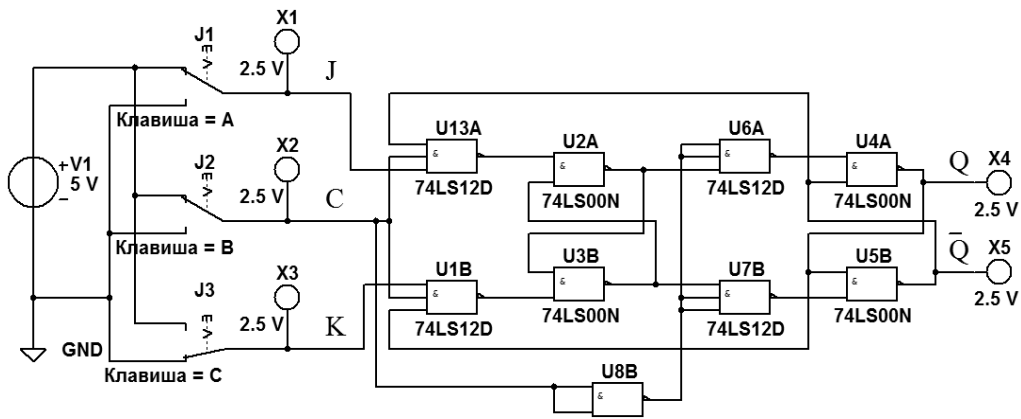 X1
J1
2.5 V
J
Клавиша = A
U13A
&
74LS12D
U2A
&
74LS00N
U6A
&
74LS12D
U4A
&
74LS00N
Q
X4
2.5 V
+V1
5 V
J2
X2
2.5 V
C
Клавиша = B
J3
X3
2.5 V
K
Клавиша = C
GND
U1B
&
74LS12D
U3B
&
74LS00N
U7B
&
74LS12D
U5B
&
74LS00N
Q̅
X5
2.5 V
U8B
&